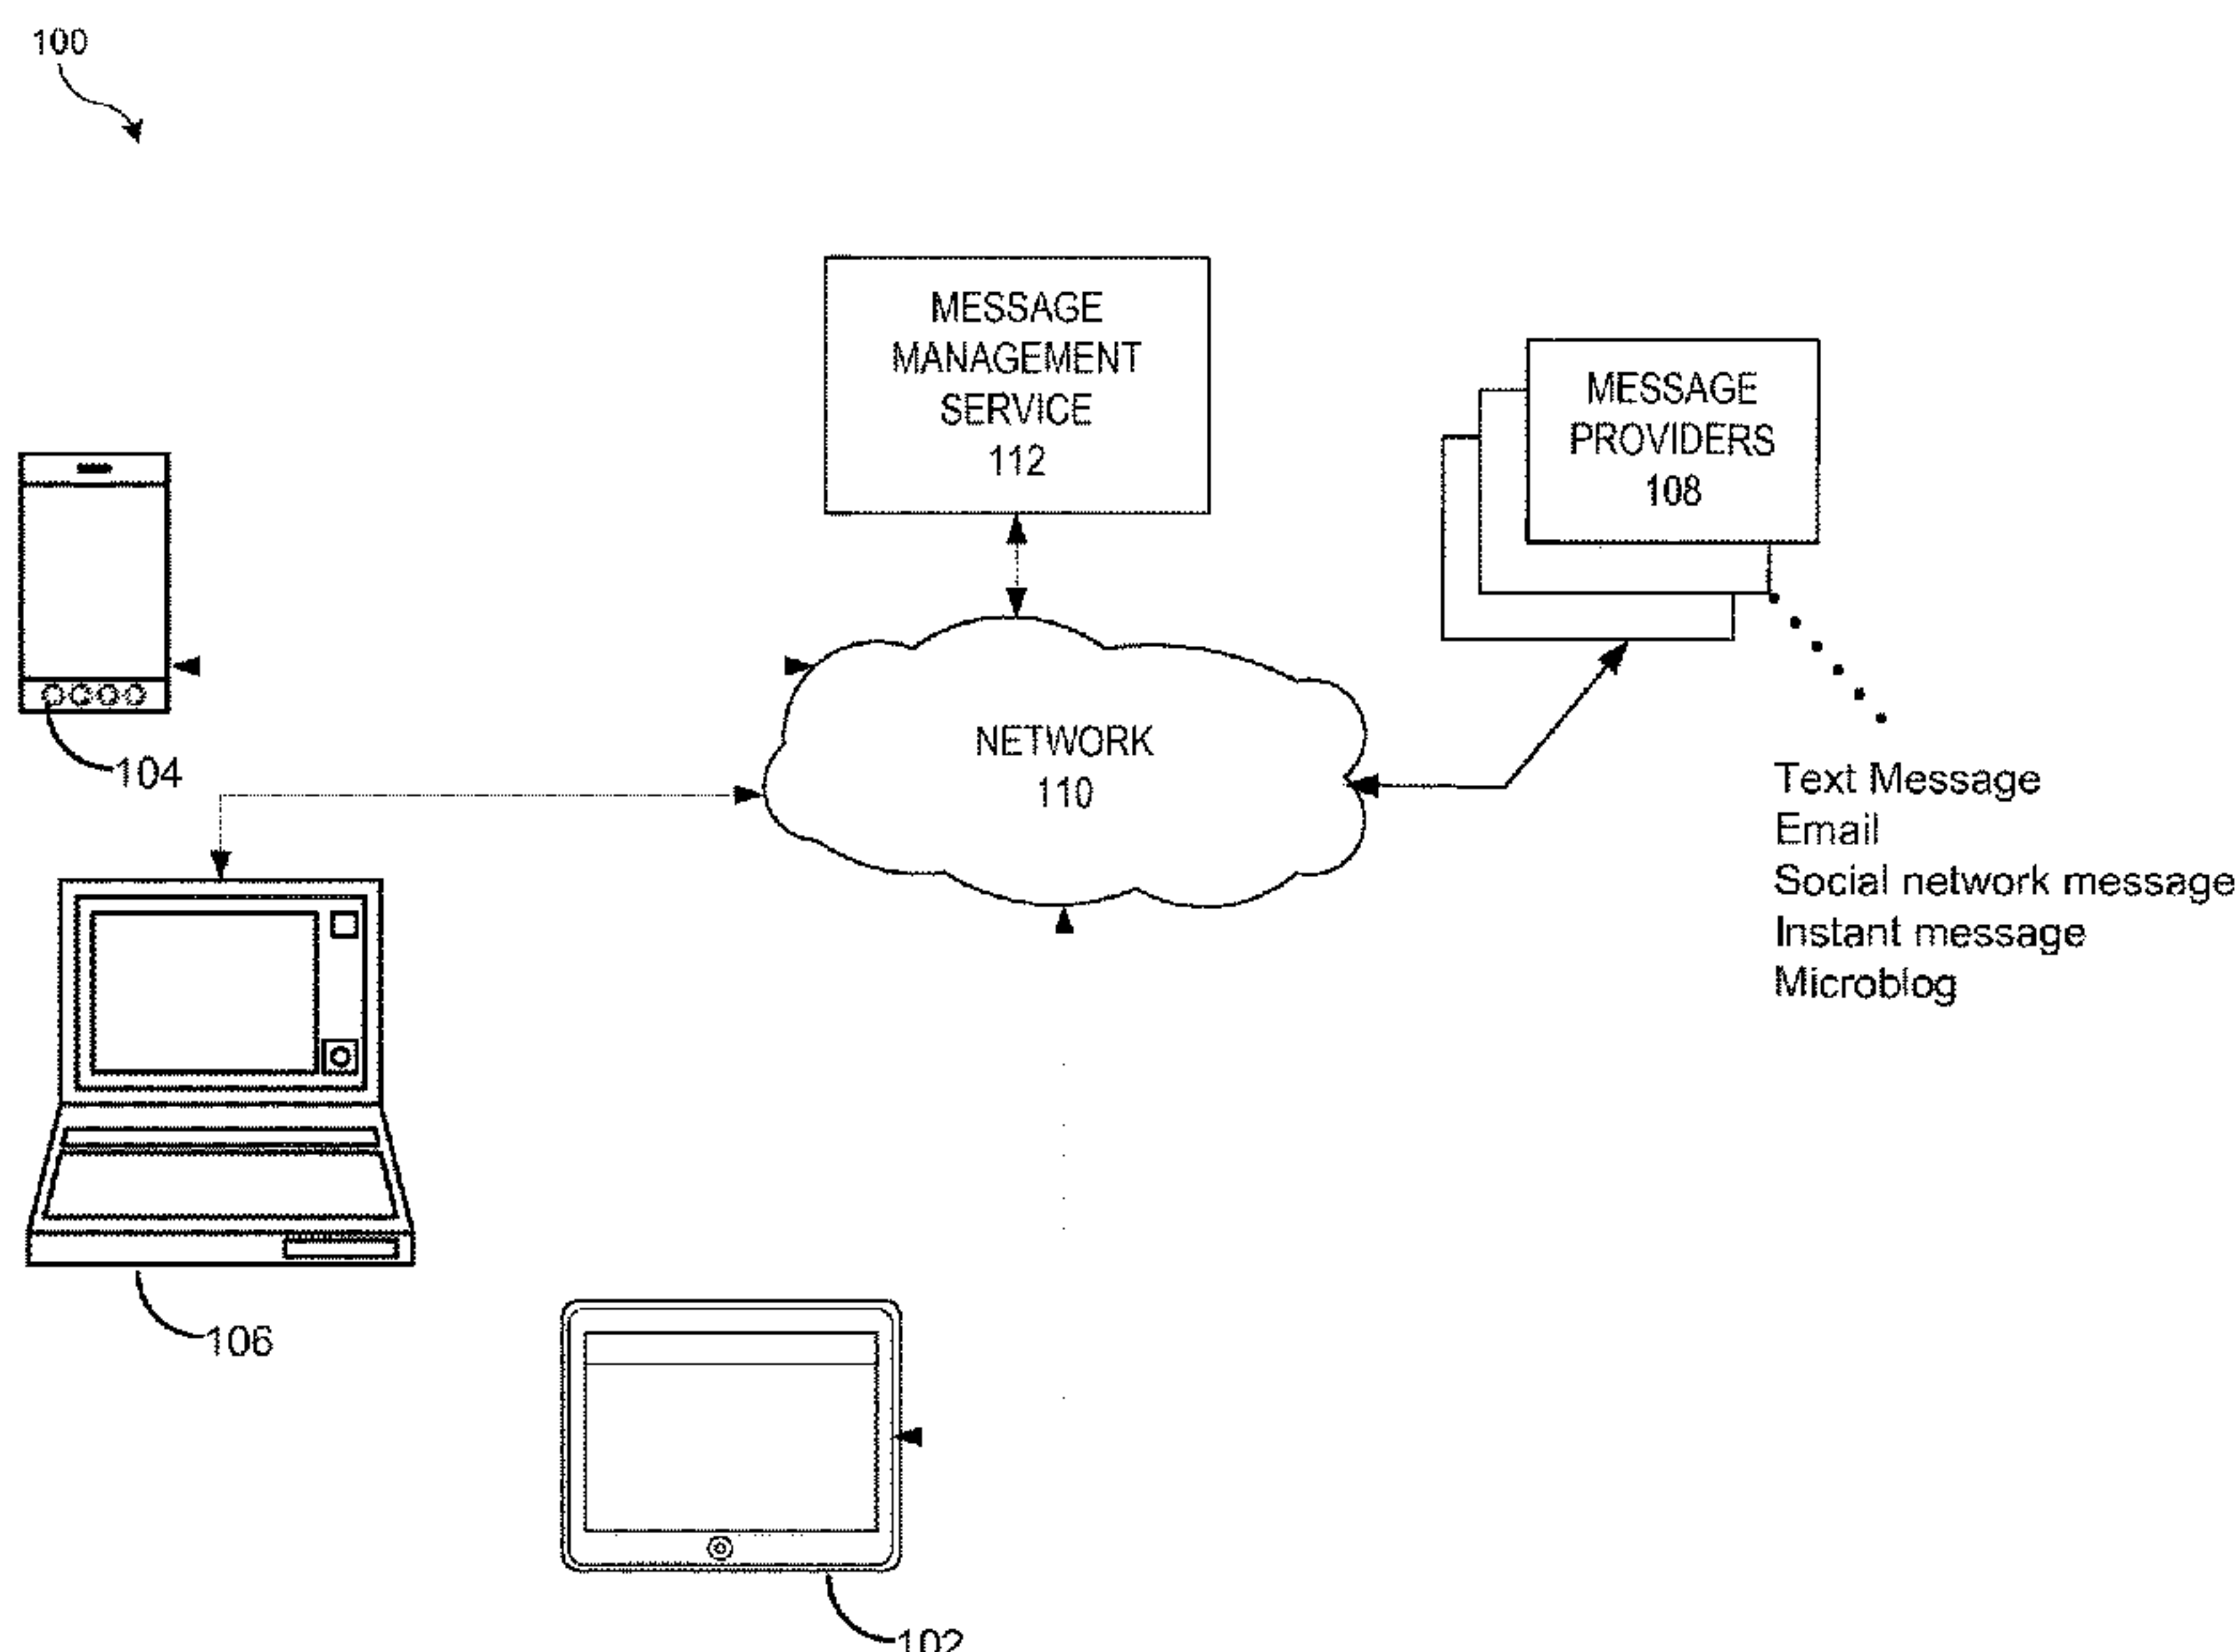 100
MESSAGE
MANAGEMENT
SERVICE
112
MESSAGE
PROVIDERS
108
104
NETWORK
110
Text Message
Email
Social network message
Instant message
Microblog
106
102